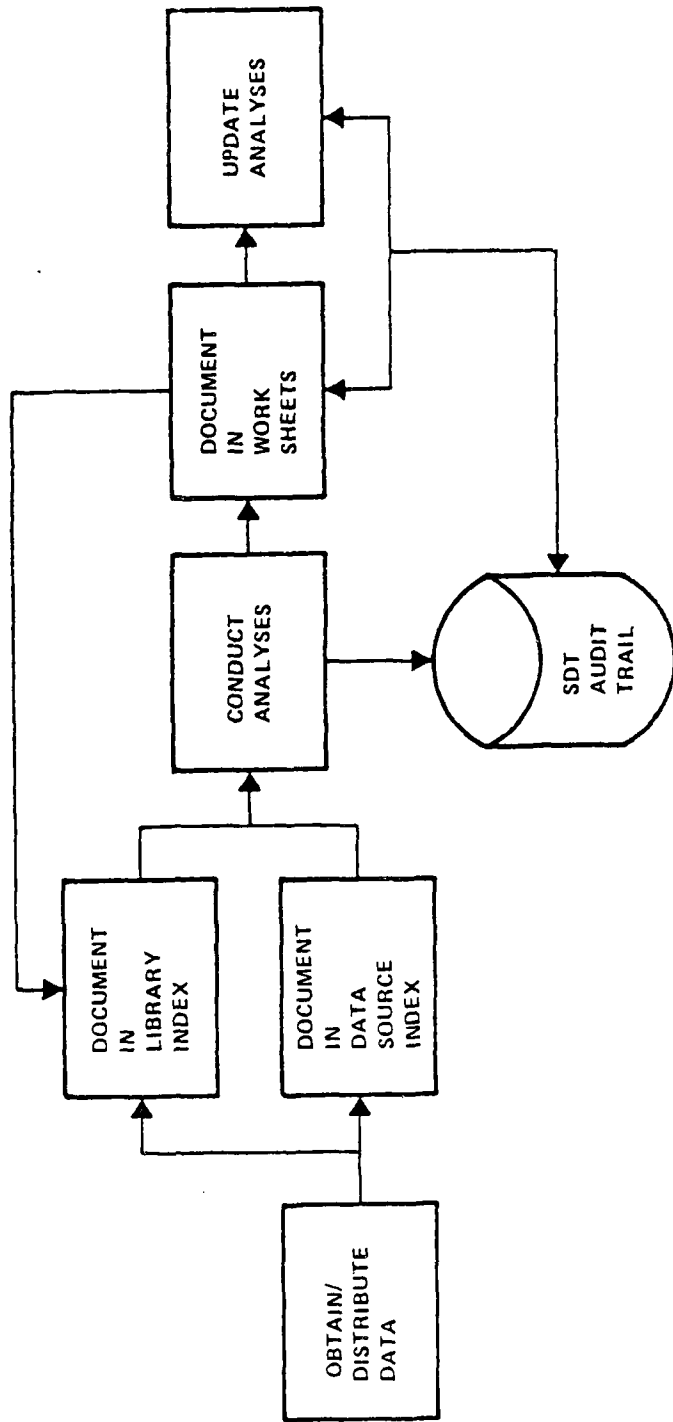 OBTAIN/
DISTRIBUTE
DATA
DOCUMENT
IN
LIBRARY
INDEX
DOCUMENT
IN
DATA
SOURCE
INDEX
CONDUCT
ANALYSES
DOCUMENT
IN
WORK
SHEETS
UPDATE
ANALYSES
SDT
AUDIT
TRAIL